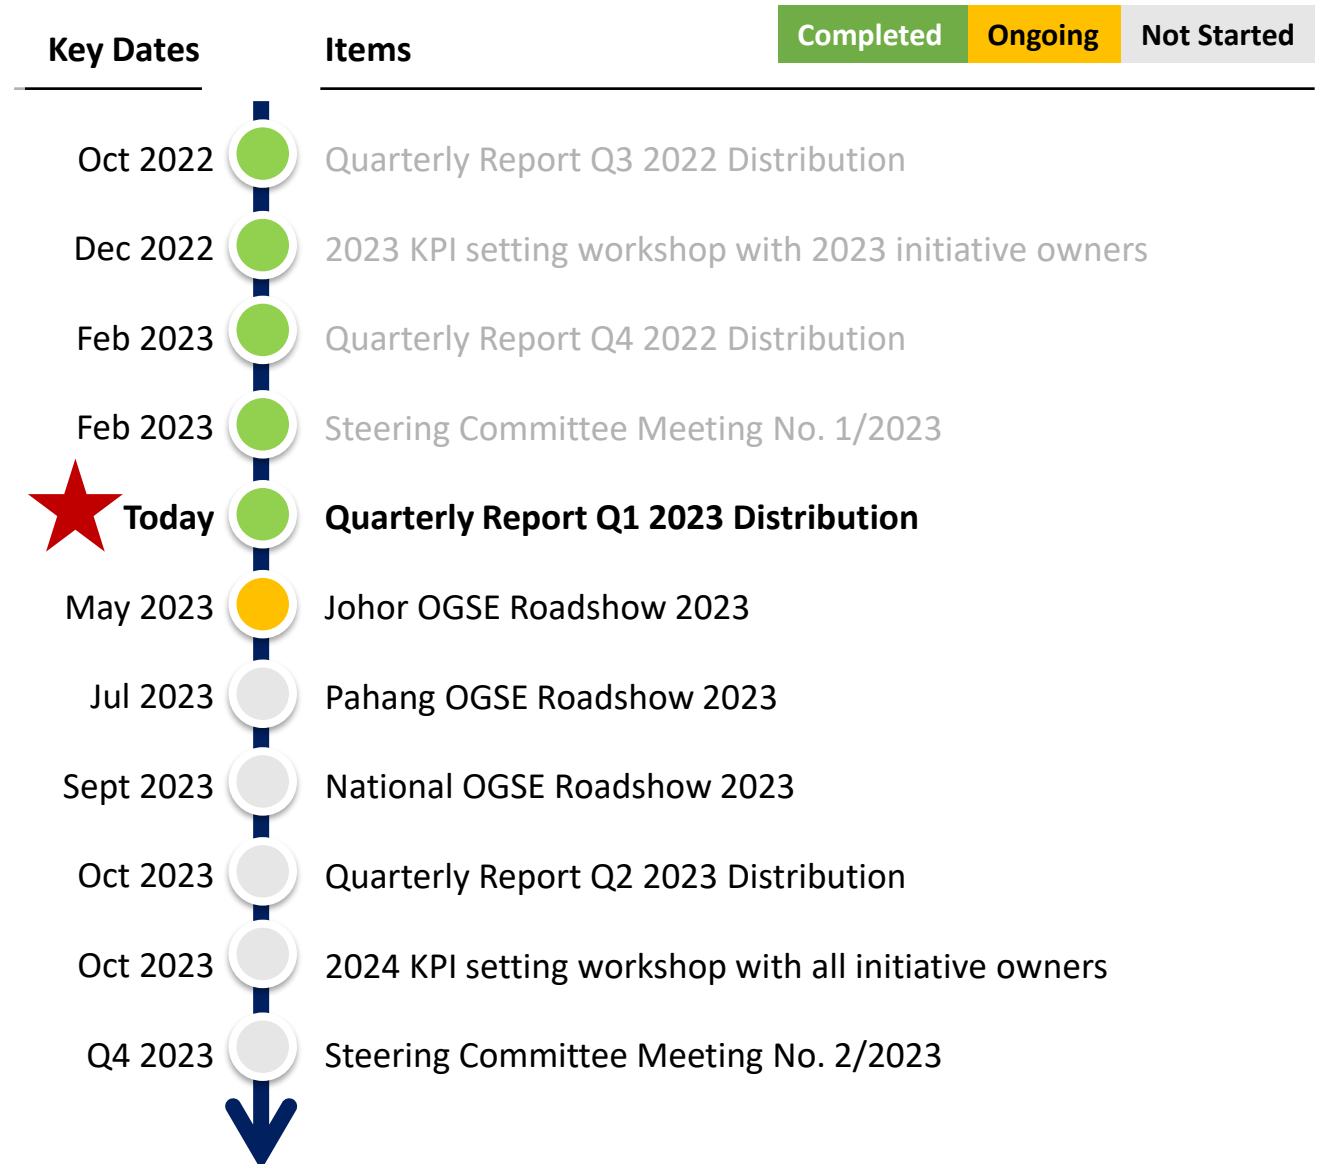 Key Dates Items Completed Ongoing Not Started
Oct 2022 Quarterly Report Q3 2022 Distribution
Dec 2022 2023 KPI setting workshop with 2023 initiative owners
Feb 2023 Quarterly Report Q4 2022 Distribution
Feb 2023 Steering Committee Meeting No. 1/2023
Today Quarterly Report Q1 2023 Distribution
May 2023 Johor OGSE Roadshow 2023
Jul 2023 Pahang OGSE Roadshow 2023
Sept 2023 National OGSE Roadshow 2023
Oct 2023 Quarterly Report Q2 2023 Distribution
Oct 2023 2024 KPI setting workshop with all initiative owners
Q4 2023 Steering Committee Meeting No. 2/2023